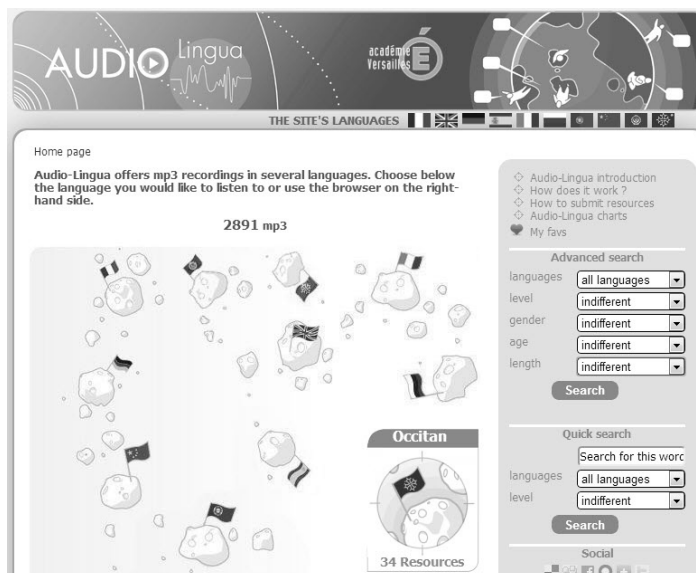 AUDIO Lingua
académie
Versailles
É
THE SITE'S LANGUAGES
Home page
Audio-Lingua offers mp3 recordings in several languages. Choose below
the language you would like to listen to or use the browser on the right-
hand side.
2891 mp3
Occitan
34 Resources
Audio-Lingua introduction
How does it work ?
How to submit resources
Audio-Lingua charts
My favs
Advanced search
languages all languages
level indifferent
gender indifferent
age indifferent
length indifferent
Search
Quick search
Search for this word
languages all languages
level indifferent
Search
Social